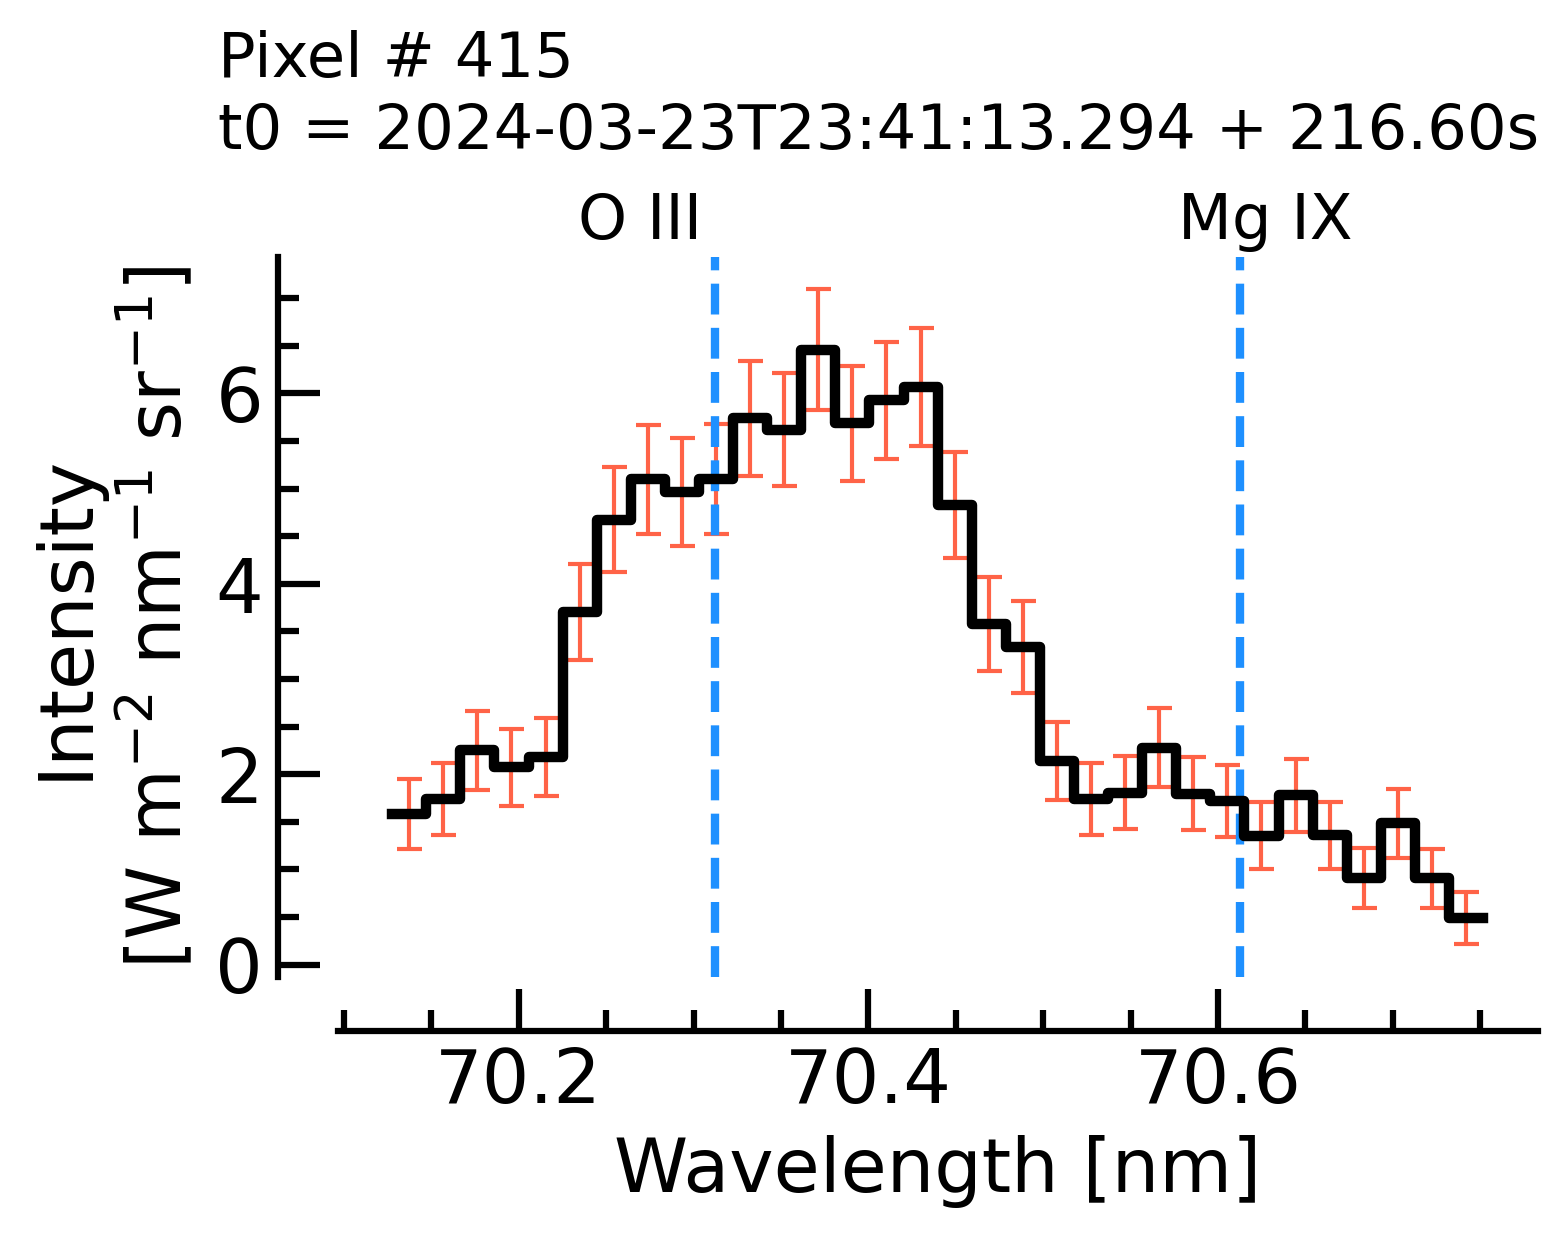 Pixel # 415
t0 = 2024-03-23T23:41:13.294 + 216.60s
O III
Mg IX
Intensity
[W m⁻² nm⁻¹ sr⁻¹]
6
4
2
0
70.2
70.4
70.6
Wavelength [nm]